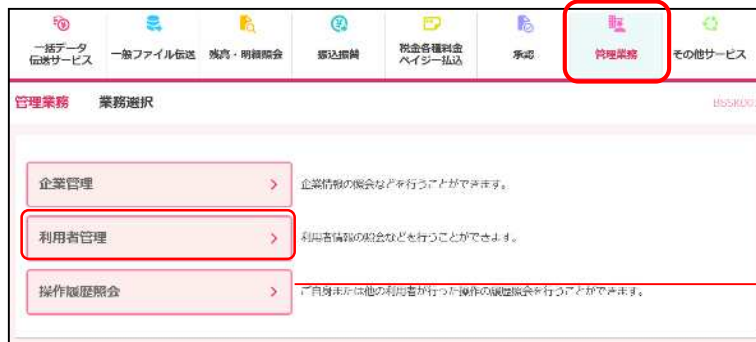 一括データ
伝送サービス
一般ファイル伝送
残高・明細照会
振込振替
税金各種料金
ペイジー払込
承認
管理業務
その他サービス
管理業務 業務選択
BSSK001
企業管理 >
企業情報の照会などを行うことができます。
利用者管理 >
利用者情報の照会などを行うことができます。
操作履歴照会 >
ご自身または他の利用者が行った操作の履歴照会を行うことができます。